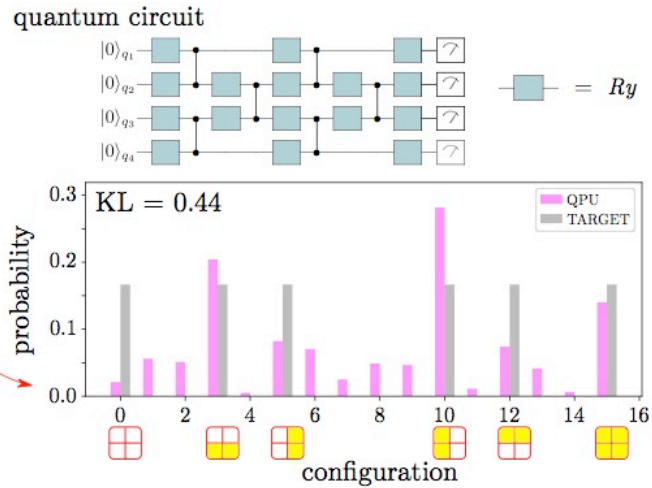 quantum circuit
|0⟩q₁
|0⟩q₂
|0⟩q₃
|0⟩q₄
= Ry
KL = 0.44
QPU
TARGET
probability
0.3
0.2
0.1
0.0
0 2 4 6 8 10 12 14 16
configuration